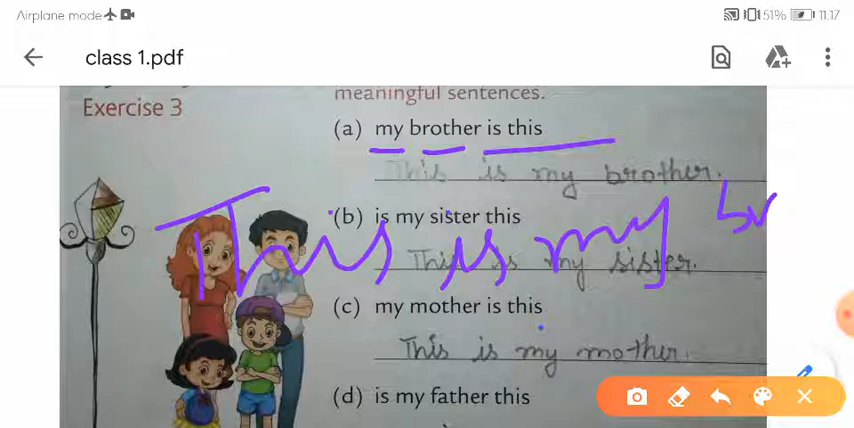 Airplane mode 51% 11:17
class 1.pdf
meaningful sentences.
Exercise 3
(a) my brother is this
This is my brother.
(b) is my sister this
This is my sister.
This is my br
(c) my mother is this
This is my mother.
(d) is my father this